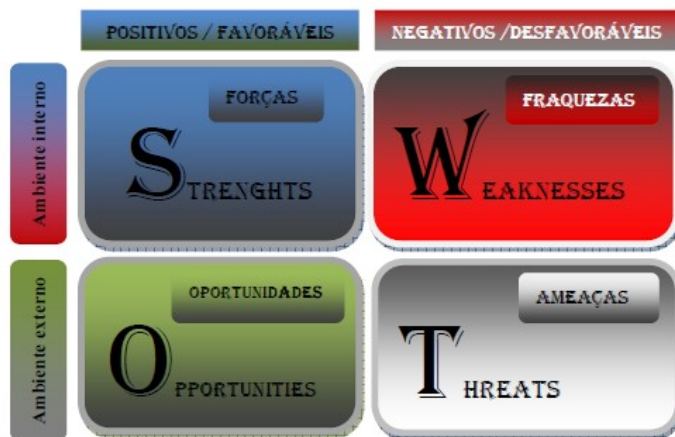 POSITIVOS / FAVORÁVEIS
NEGATIVOS /DESFAVORÁVEIS
Ambiente interno
FORÇAS
STRENGHTS
FRAQUEZAS
WEAKNESSES
Ambiente externo
OPORTUNIDADES
OPPORTUNITIES
AMEAÇAS
THREATS